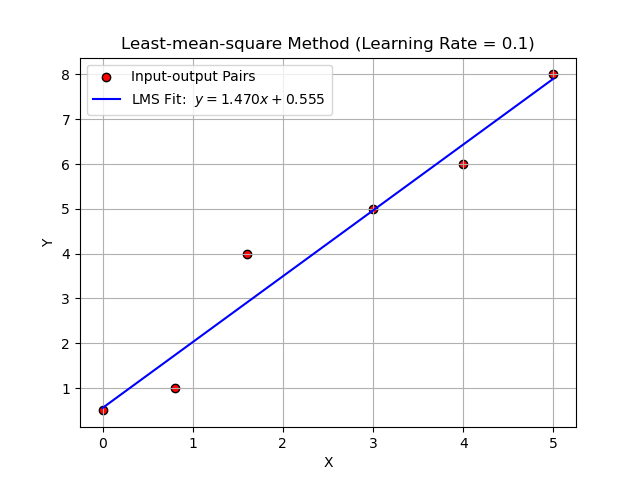 Least-mean-square Method (Learning Rate = 0.1)
Input-output Pairs
LMS Fit: y = 1.470x + 0.555
8
7
6
5
4
3
2
1
Y
0 1 2 3 4 5
X